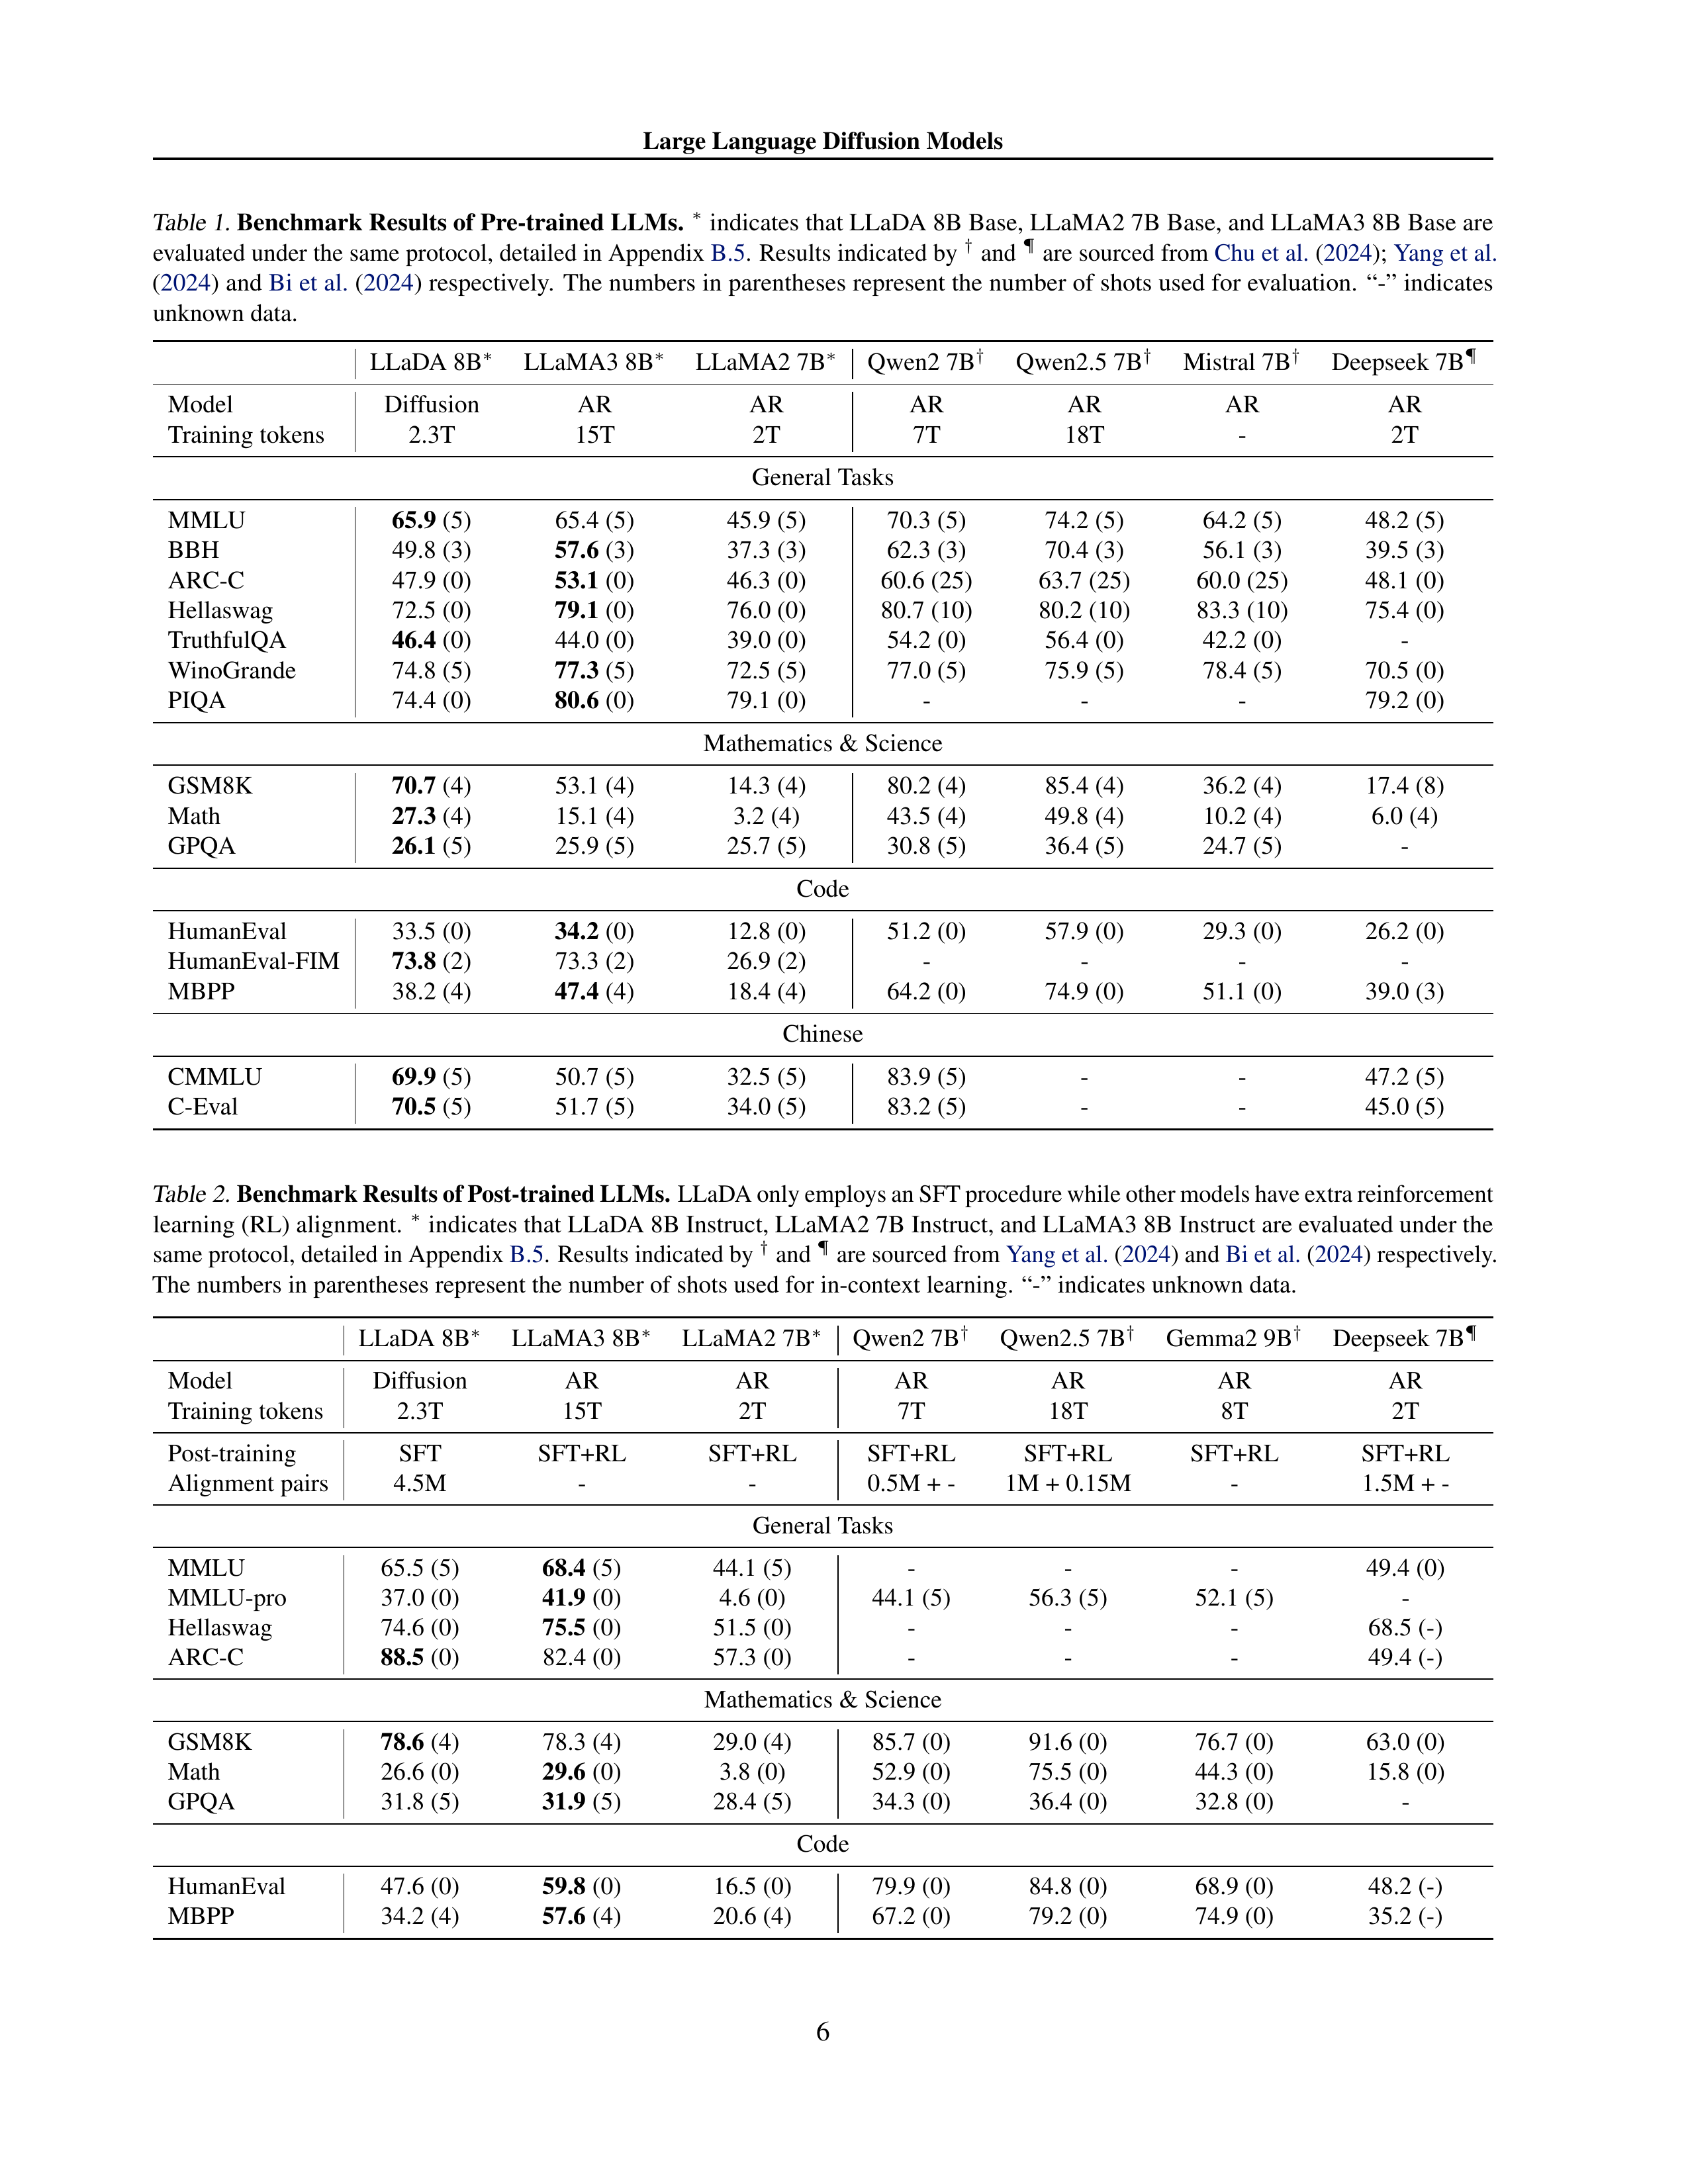 Large Language Diffusion Models
Table 1. Benchmark Results of Pre-trained LLMs. * indicates that LLaDA 8B Base, LLaMA2 7B Base, and LLaMA3 8B Base are
evaluated under the same protocol, detailed in Appendix B.5. Results indicated by † and ¶ are sourced from Chu et al. (2024); Yang et al.
(2024) and Bi et al. (2024) respectively. The numbers in parentheses represent the number of shots used for evaluation. “-” indicates
unknown data.
LLaDA 8B* LLaMA3 8B* LLaMA2 7B* Qwen2 7B† Qwen2.5 7B† Mistral 7B† Deepseek 7B¶
Model Diffusion AR AR AR AR AR AR
Training tokens 2.3T 15T 2T 7T 18T - 2T
General Tasks
MMLU 65.9 (5) 65.4 (5) 45.9 (5) 70.3 (5) 74.2 (5) 64.2 (5) 48.2 (5)
BBH 49.8 (3) 57.6 (3) 37.3 (3) 62.3 (3) 70.4 (3) 56.1 (3) 39.5 (3)
ARC-C 47.9 (0) 53.1 (0) 46.3 (0) 60.6 (25) 63.7 (25) 60.0 (25) 48.1 (0)
Hellaswag 72.5 (0) 79.1 (0) 76.0 (0) 80.7 (10) 80.2 (10) 83.3 (10) 75.4 (0)
TruthfulQA 46.4 (0) 44.0 (0) 39.0 (0) 54.2 (0) 56.4 (0) 42.2 (0) -
WinoGrande 74.8 (5) 77.3 (5) 72.5 (5) 77.0 (5) 75.9 (5) 78.4 (5) 70.5 (0)
PIQA 74.4 (0) 80.6 (0) 79.1 (0) - - - 79.2 (0)
Mathematics & Science
GSM8K 70.7 (4) 53.1 (4) 14.3 (4) 80.2 (4) 85.4 (4) 36.2 (4) 17.4 (8)
Math 27.3 (4) 15.1 (4) 3.2 (4) 43.5 (4) 49.8 (4) 10.2 (4) 6.0 (4)
GPQA 26.1 (5) 25.9 (5) 25.7 (5) 30.8 (5) 36.4 (5) 24.7 (5) -
Code
HumanEval 33.5 (0) 34.2 (0) 12.8 (0) 51.2 (0) 57.9 (0) 29.3 (0) 26.2 (0)
HumanEval-FIM 73.8 (2) 73.3 (2) 26.9 (2) - - - -
MBPP 38.2 (4) 47.4 (4) 18.4 (4) 64.2 (0) 74.9 (0) 51.1 (0) 39.0 (3)
Chinese
CMMLU 69.9 (5) 50.7 (5) 32.5 (5) 83.9 (5) - - 47.2 (5)
C-Eval 70.5 (5) 51.7 (5) 34.0 (5) 83.2 (5) - - 45.0 (5)
Table 2. Benchmark Results of Post-trained LLMs. LLaDA only employs an SFT procedure while other models have extra reinforcement
learning (RL) alignment. * indicates that LLaDA 8B Instruct, LLaMA2 7B Instruct, and LLaMA3 8B Instruct are evaluated under the
same protocol, detailed in Appendix B.5. Results indicated by † and ¶ are sourced from Yang et al. (2024) and Bi et al. (2024) respectively.
The numbers in parentheses represent the number of shots used for in-context learning. “-” indicates unknown data.
LLaDA 8B* LLaMA3 8B* LLaMA2 7B* Qwen2 7B† Qwen2.5 7B† Gemma2 9B† Deepseek 7B¶
Model Diffusion AR AR AR AR AR AR
Training tokens 2.3T 15T 2T 7T 18T 8T 2T
Post-training SFT SFT+RL SFT+RL SFT+RL SFT+RL SFT+RL SFT+RL
Alignment pairs 4.5M - - 0.5M + - 1M + 0.15M - 1.5M + -
General Tasks
MMLU 65.5 (5) 68.4 (5) 44.1 (5) - - - 49.4 (0)
MMLU-pro 37.0 (0) 41.9 (0) 4.6 (0) 44.1 (5) 56.3 (5) 52.1 (5) -
Hellaswag 74.6 (0) 75.5 (0) 51.5 (0) - - - 68.5 (-)
ARC-C 88.5 (0) 82.4 (0) 57.3 (0) - - - 49.4 (-)
Mathematics & Science
GSM8K 78.6 (4) 78.3 (4) 29.0 (4) 85.7 (0) 91.6 (0) 76.7 (0) 63.0 (0)
Math 26.6 (0) 29.6 (0) 3.8 (0) 52.9 (0) 75.5 (0) 44.3 (0) 15.8 (0)
GPQA 31.8 (5) 31.9 (5) 28.4 (5) 34.3 (0) 36.4 (0) 32.8 (0) -
Code
HumanEval 47.6 (0) 59.8 (0) 16.5 (0) 79.9 (0) 84.8 (0) 68.9 (0) 48.2 (-)
MBPP 34.2 (4) 57.6 (4) 20.6 (4) 67.2 (0) 79.2 (0) 74.9 (0) 35.2 (-)
6